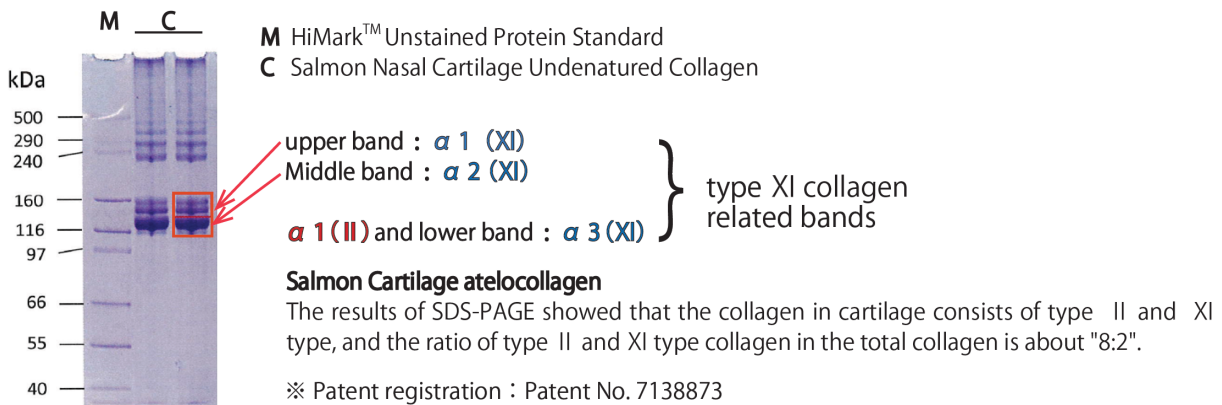 M C
M HiMark™ Unstained Protein Standard
C Salmon Nasal Cartilage Undenatured Collagen
kDa
500
290
240
160
116
97
66
55
40
upper band : α 1 (XI)
Middle band : α 2 (XI)
α 1 (II) and lower band : α 3 (XI)
type XI collagen
related bands
Salmon Cartilage atelocollagen
The results of SDS-PAGE showed that the collagen in cartilage consists of type II and XI
type, and the ratio of type II and XI type collagen in the total collagen is about "8:2".
※ Patent registration : Patent No. 7138873